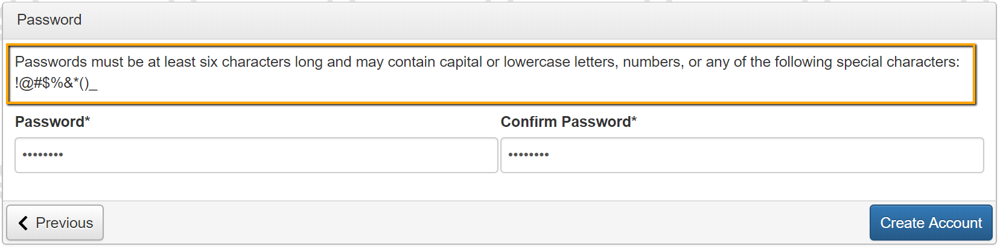 Password
Passwords must be at least six characters long and may contain capital or lowercase letters, numbers, or any of the following special characters:
!@#$%&*()_
Password*
Confirm Password*
••••••••
••••••••
Previous
Create Account